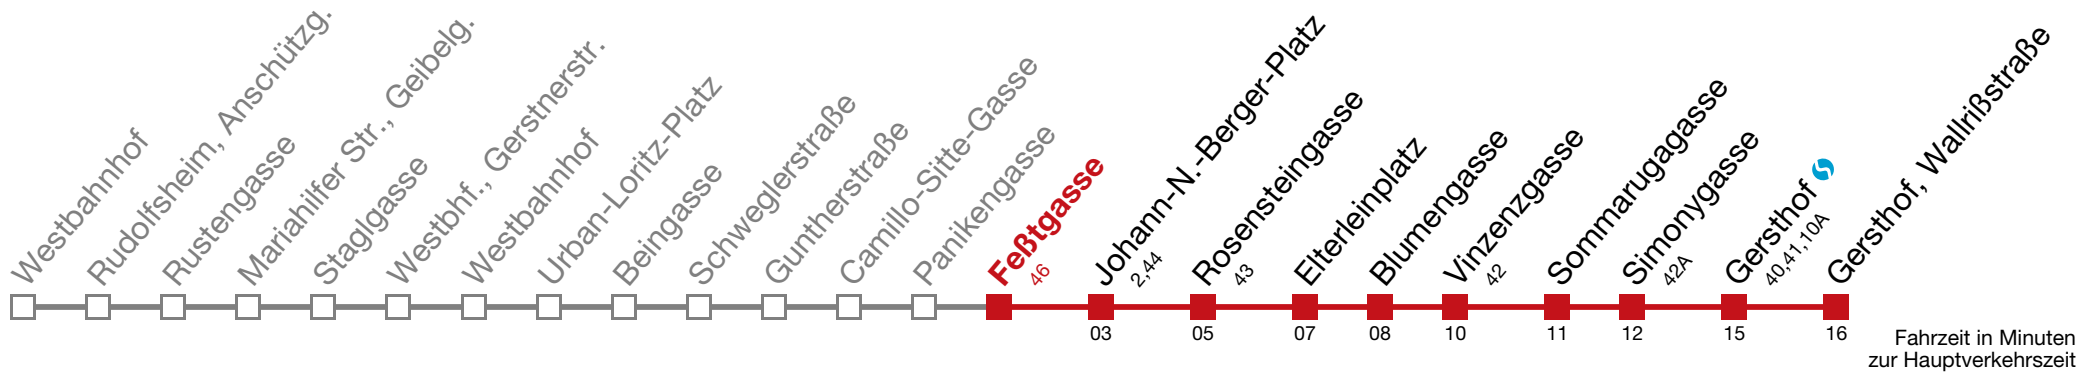 Westbahnhof
Rudolfsheim, Anschützg.
Rustengasse
Mariahilfer Str., Geibelg.
Staglgasse
Westbhf., Gerstnerstr.
Westbahnhof
Urban-Loritz-Platz
Beingasse
Schweglerstraße
Guntherstraße
Camillo-Sitte-Gasse
Panikengasse
Feßtgasse
46
Johann-N.-Berger-Platz
2,44
03
Rosensteingasse
43
05
Elterleinplatz
07
Blumengasse
08
Vinzenzgasse
42
10
Sommarugagasse
11
Simonygasse
42A
12
Gersthof
40,41,10A
15
Gersthof, Wallrißstraße
16
Fahrzeit in Minuten
zur Hauptverkehrszeit